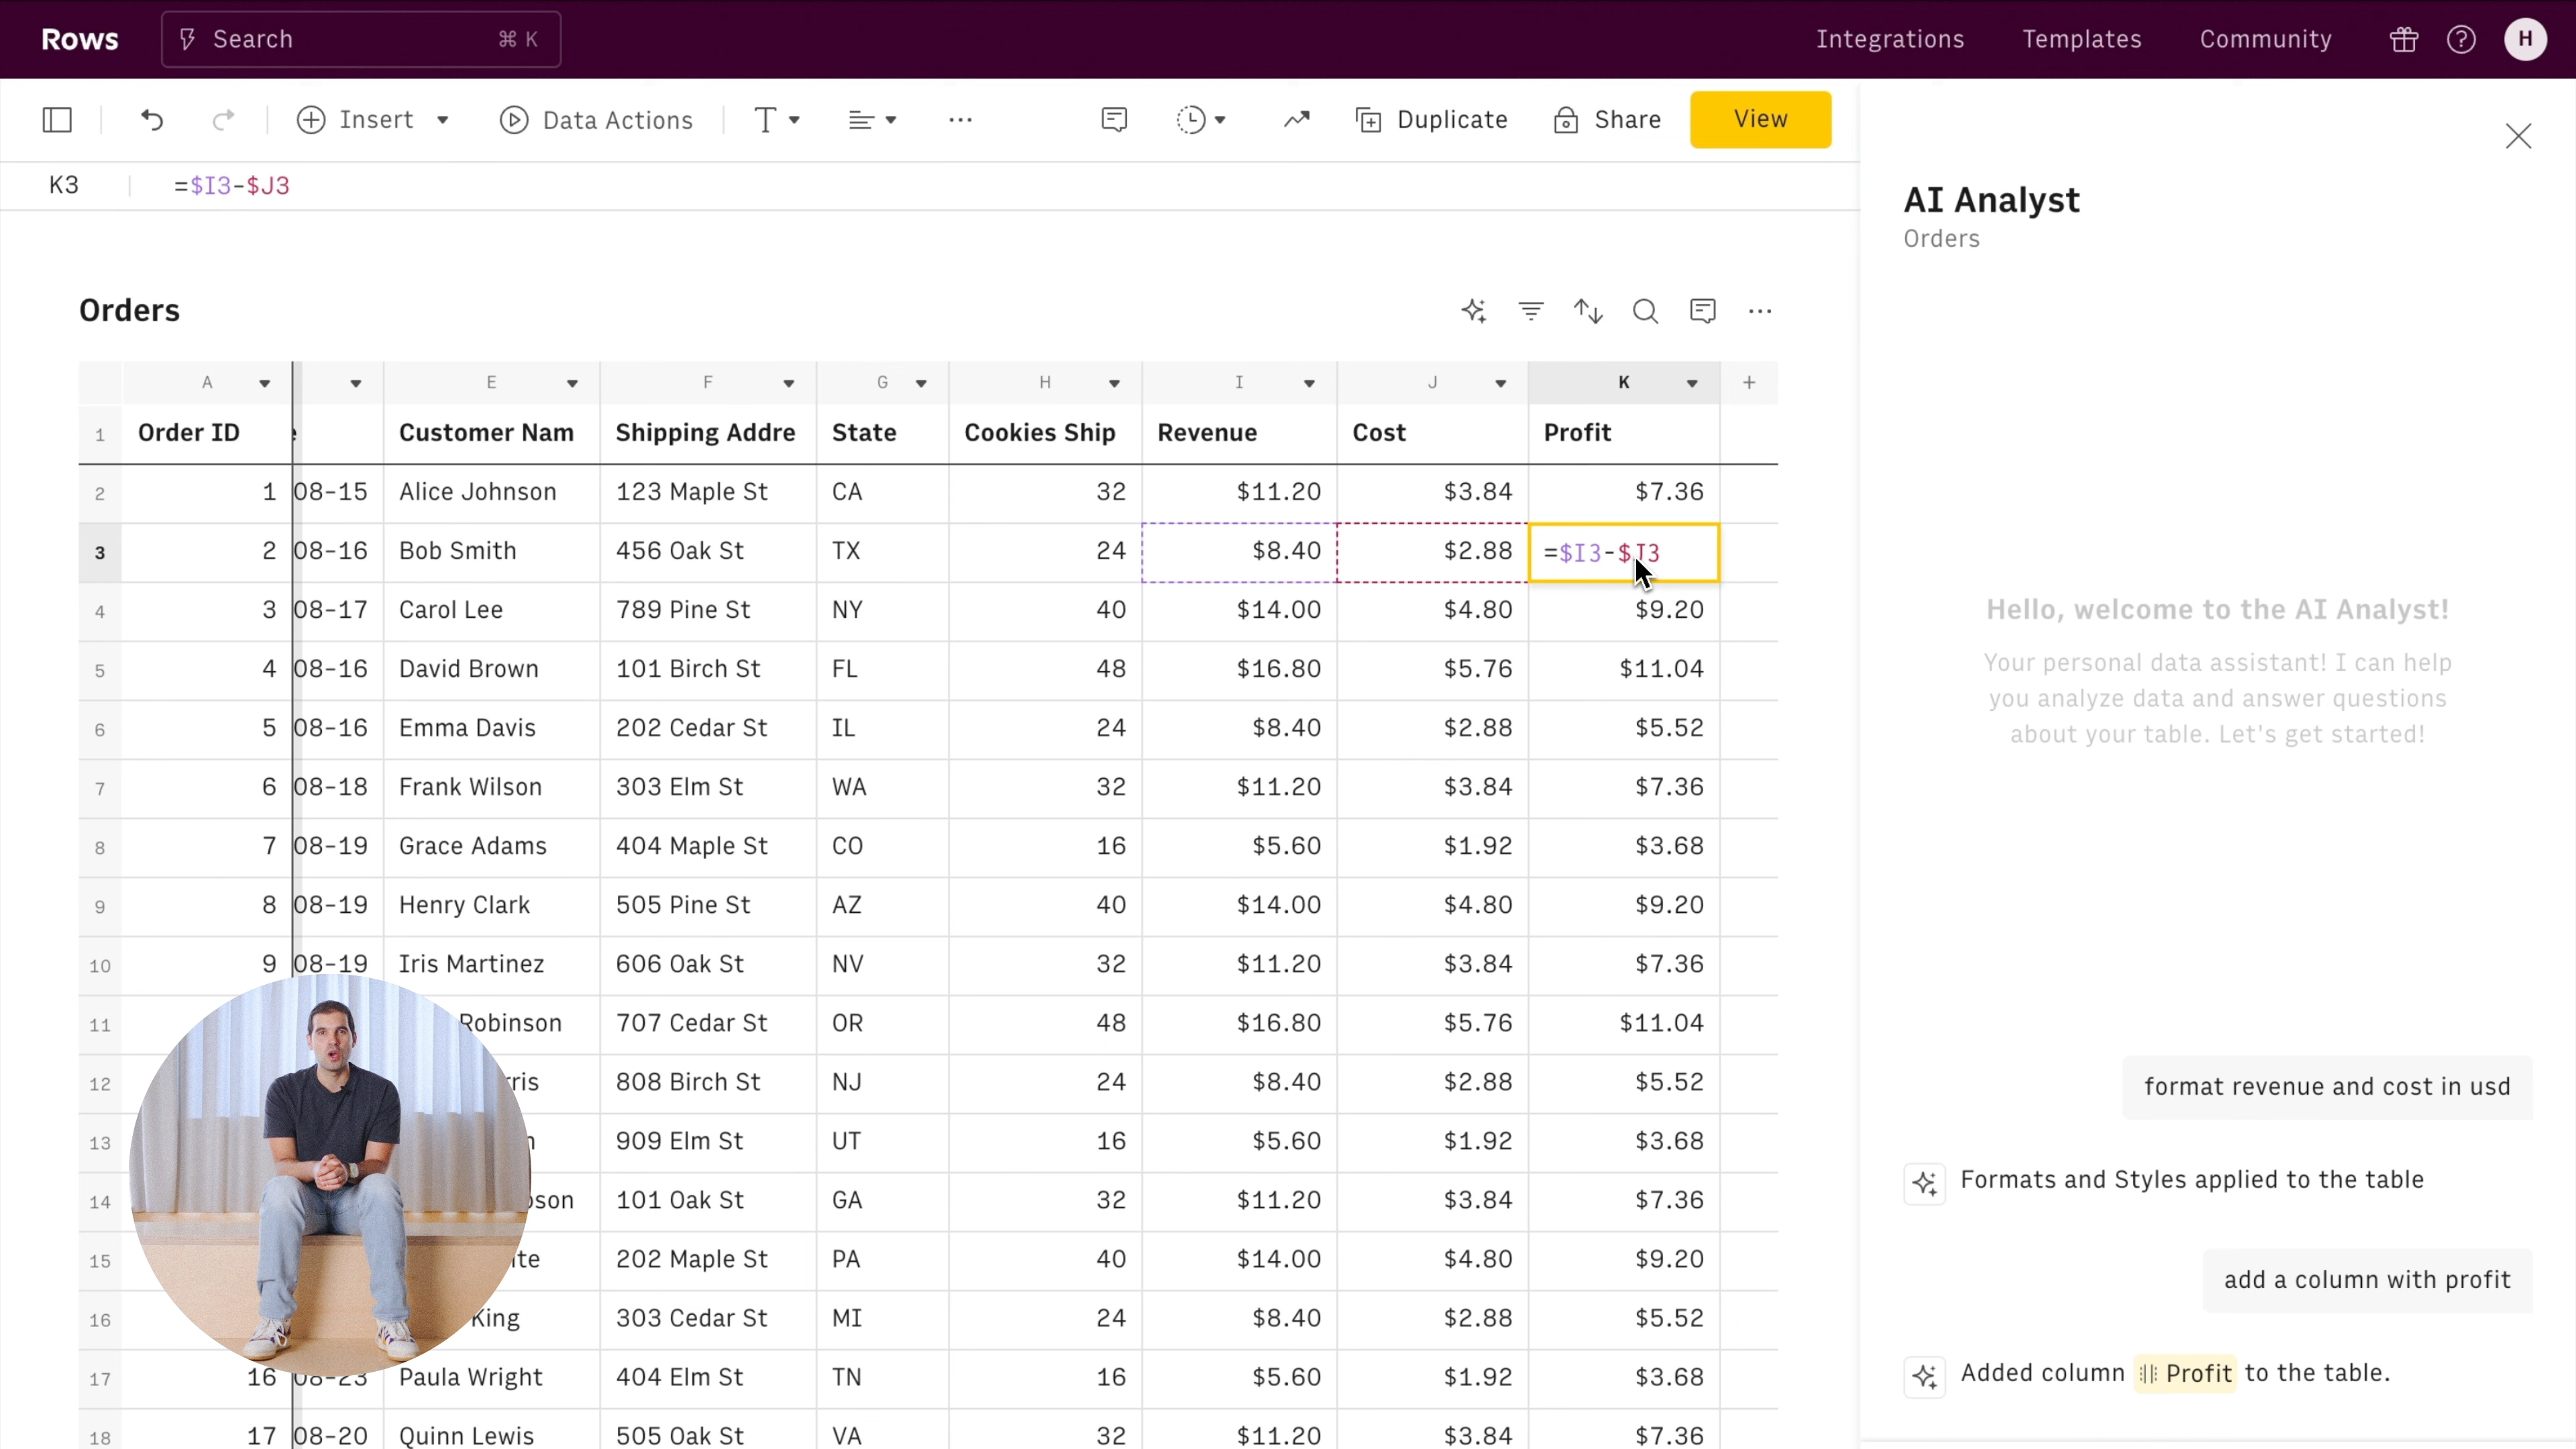 Rows Search ⌘ K Integrations Templates Community ? H
Insert Data Actions T ... Duplicate Share View
K3 =$I3-$J3
Orders
A E F G H I J K +
1 Order ID Customer Nam Shipping Addre State Cookies Ship Revenue Cost Profit
2 1 08-15 Alice Johnson 123 Maple St CA 32 $11.20 $3.84 $7.36
3 2 08-16 Bob Smith 456 Oak St TX 24 $8.40 $2.88 =$I3-$J3
4 3 08-17 Carol Lee 789 Pine St NY 40 $14.00 $4.80 $9.20
5 4 08-16 David Brown 101 Birch St FL 48 $16.80 $5.76 $11.04
6 5 08-16 Emma Davis 202 Cedar St IL 24 $8.40 $2.88 $5.52
7 6 08-18 Frank Wilson 303 Elm St WA 32 $11.20 $3.84 $7.36
8 7 08-19 Grace Adams 404 Maple St CO 16 $5.60 $1.92 $3.68
9 8 08-19 Henry Clark 505 Pine St AZ 40 $14.00 $4.80 $9.20
10 9 08-19 Iris Martinez 606 Oak St NV 32 $11.20 $3.84 $7.36
11 Robinson 707 Cedar St OR 48 $16.80 $5.76 $11.04
12 rris 808 Birch St NJ 24 $8.40 $2.88 $5.52
13 909 Elm St UT 16 $5.60 $1.92 $3.68
14 son 101 Oak St GA 32 $11.20 $3.84 $7.36
15 ite 202 Maple St PA 40 $14.00 $4.80 $9.20
16 King 303 Cedar St MI 24 $8.40 $2.88 $5.52
17 16 08-23 Paula Wright 404 Elm St TN 16 $5.60 $1.92 $3.68
18 17 08-20 Quinn Lewis 505 Oak St VA 32 $11.20 $3.84 $7.36
AI Analyst
Orders
Hello, welcome to the AI Analyst!
Your personal data assistant! I can help
you analyze data and answer questions
about your table. Let's get started!
format revenue and cost in usd
Formats and Styles applied to the table
add a column with profit
Added column Profit to the table.